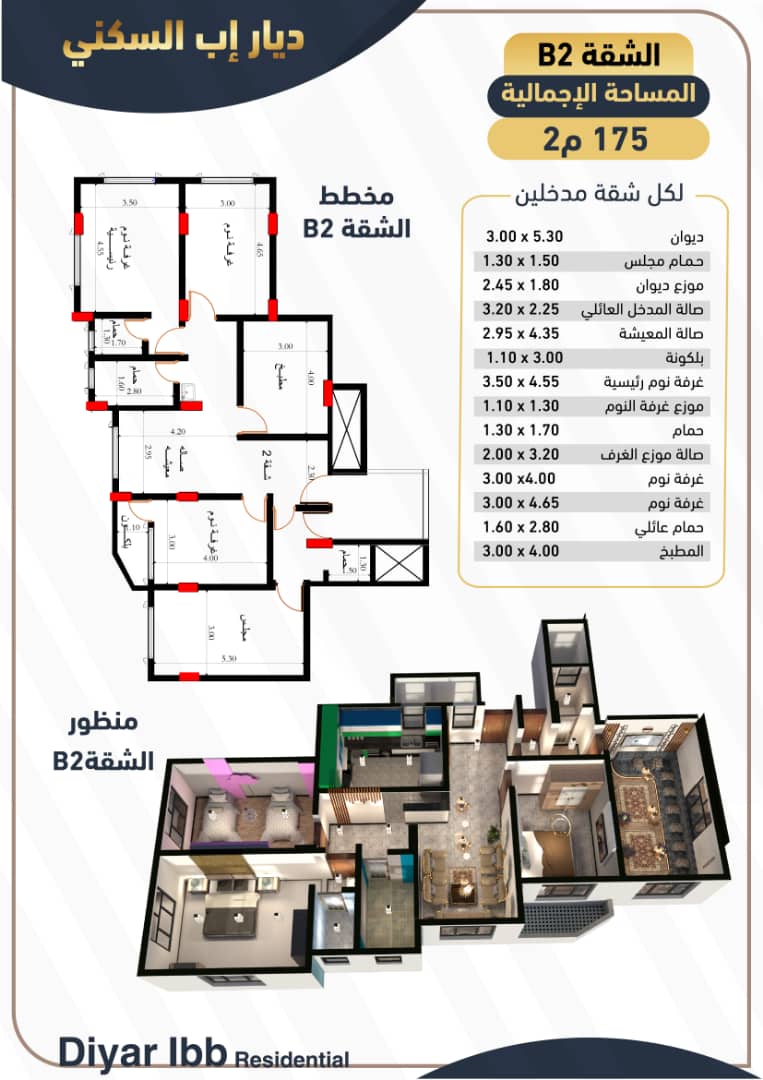 ديار إب السكني
الشقة B2
المساحة الإجمالية
175 م2
لكل شقة مدخلين
ديوان 3.00 x 5.30
حمام مجلس 1.30 x 1.50
موزع ديوان 2.45 x 1.80
صالة المدخل العائلي 3.20 x 2.25
صالة المعيشة 2.95 x 4.35
بلكونة 1.10 x 3.00
غرفة نوم رئيسية 3.50 x 4.55
موزع غرفة النوم 1.10 x 1.30
حمام 1.30 x 1.70
صالة موزع الغرف 2.00 x 3.20
غرفة نوم 3.00 x4.00
غرفة نوم 3.00 x 4.65
حمام عائلي 1.60 x 2.80
المطبخ 3.00 x 4.00
مخطط
الشقة B2
3.50
3.00
غرفة نوم
رئيسية
4.55
غرفة نوم
4.65
حمام
1.30
1.70
حمام
1.60
2.80
3.00
مطبخ
4.00
4.20
2.95
صاله
معيشه
شقة 2
2.30
بلكون
1.10
3.00
غرفة نوم
4.00
حمام
1.30
.50
مجلس
3.00
5.30
منظور
الشقةB2
Diyar Ibb Residential